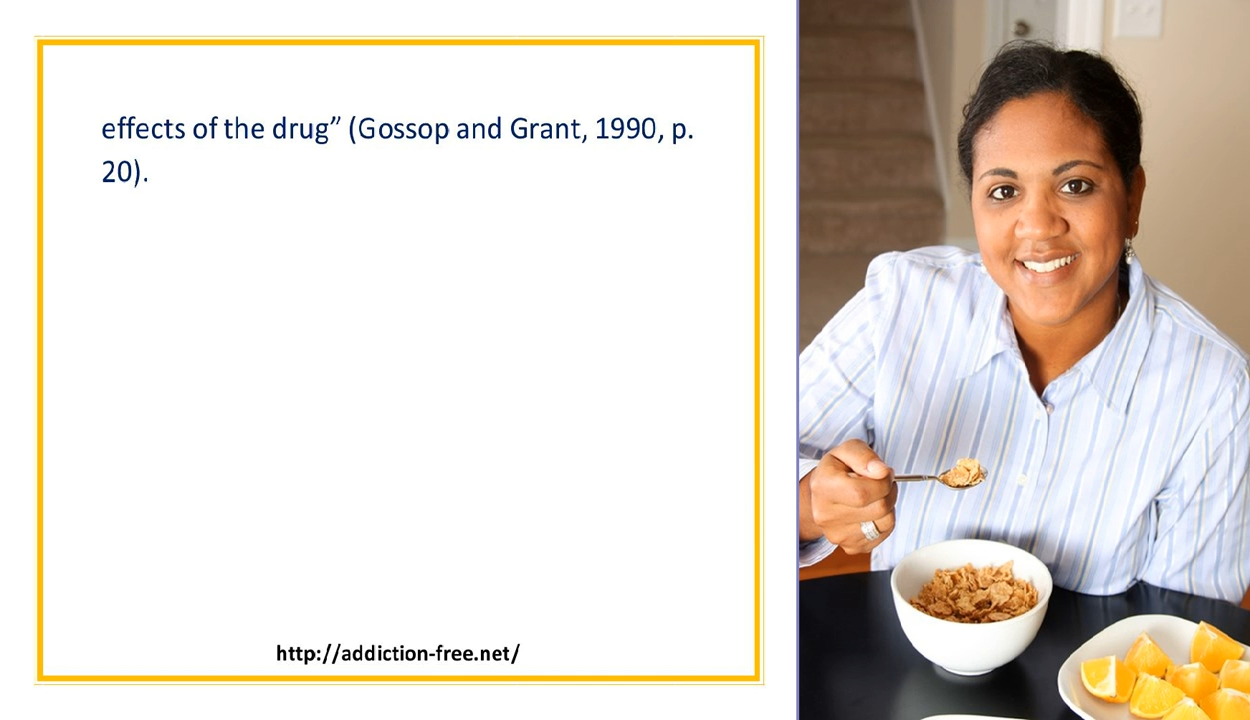 effects of the drug” (Gossop and Grant, 1990, p.
20).
http://addiction-free.net/